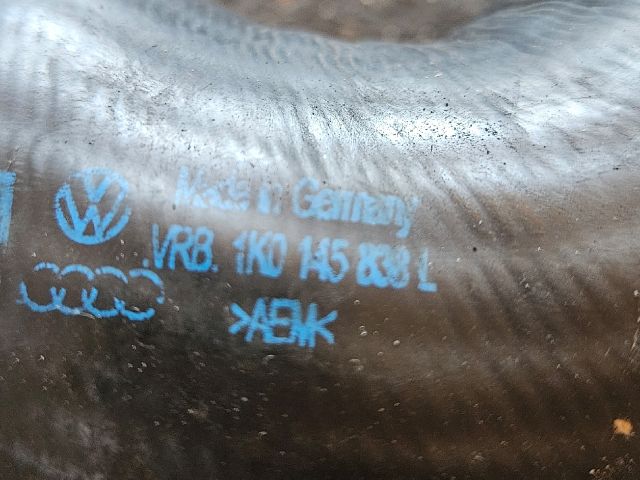 Made in Germany
VRB. 1K0 145 838 L
>AEM<